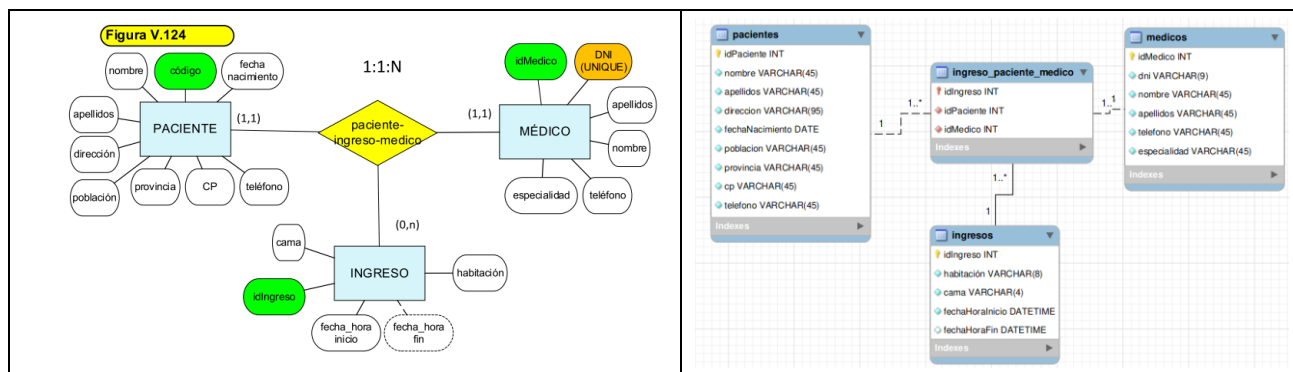 Figura V.124
nombre
código
fecha
nacimiento
apellidos
PACIENTE
(1,1)
dirección
población
provincia
CP
teléfono
1:1:N
paciente-
ingreso-medico
idMedico
DNI
(UNIQUE)
(1,1)
MÉDICO
apellidos
nombre
especialidad
teléfono
(0,n)
cama
INGRESO
habitación
idIngreso
fecha_hora
inicio
fecha_hora
fin
pacientes
idPaciente INT
nombre VARCHAR(45)
apellidos VARCHAR(45)
direccion VARCHAR(95)
fechaNacimiento DATE
poblacion VARCHAR(45)
provincia VARCHAR(45)
cp VARCHAR(45)
telefono VARCHAR(45)
Indexes
1
1..*
ingreso_paciente_medico
idIngreso INT
idPaciente INT
idMedico INT
Indexes
1..*
1
medicos
idMedico INT
dni VARCHAR(9)
nombre VARCHAR(45)
apellidos VARCHAR(45)
telefono VARCHAR(45)
especialidad VARCHAR(45)
Indexes
1..*
1
ingresos
idIngreso INT
habitación VARCHAR(8)
cama VARCHAR(4)
fechaHoraInicio DATETIME
fechaHoraFin DATETIME
Indexes